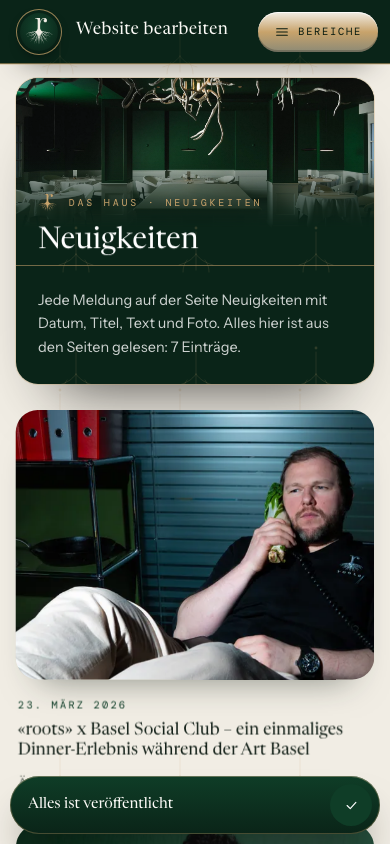 r
Website bearbeiten
BEREICHE
DAS HAUS · NEUIGKEITEN
Neuigkeiten
Jede Meldung auf der Seite Neuigkeiten mit
Datum, Titel, Text und Foto. Alles hier ist aus
den Seiten gelesen: 7 Einträge.
23. MÄRZ 2026
«roots» x Basel Social Club – ein einmaliges
Dinner-Erlebnis während der Art Basel
Alles ist veröffentlicht